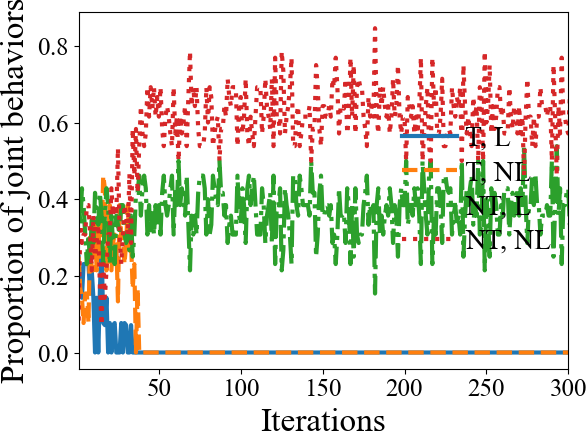 Proportion of joint behaviors
0.8
0.6
0.4
0.2
0.0
T, L
T, NL
NT, L
NT, NL
50
100
150
200
250
300
Iterations